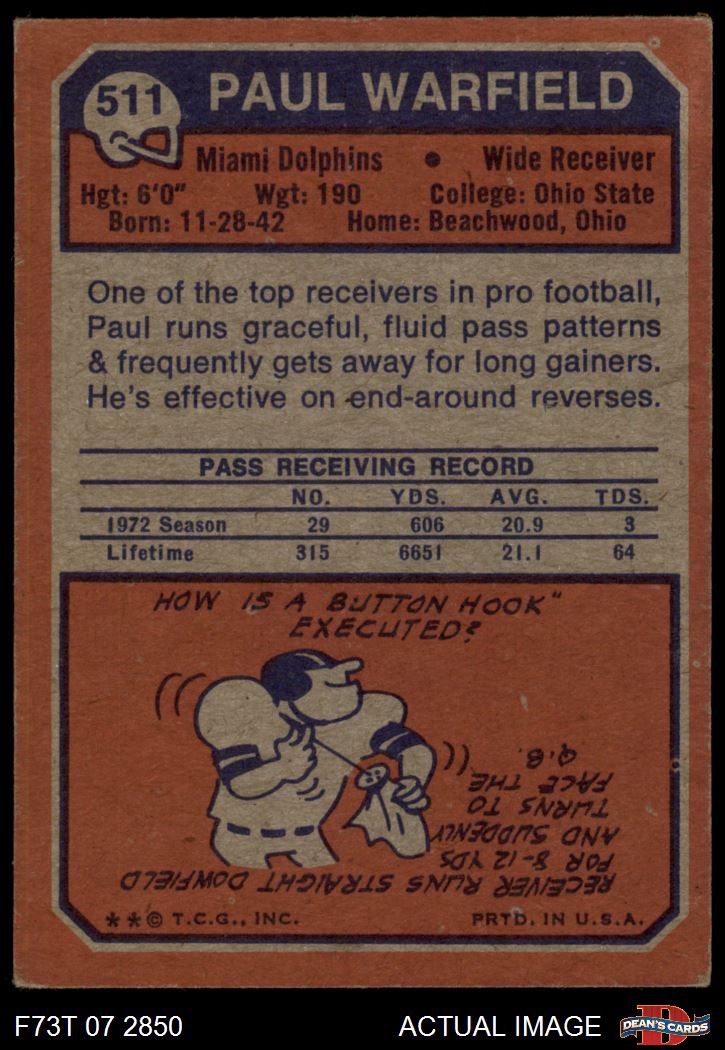 511 PAUL WARFIELD
Miami Dolphins • Wide Receiver
Hgt: 6'0" Wgt: 190 College: Ohio State
Born: 11-28-42 Home: Beachwood, Ohio
One of the top receivers in pro football,
Paul runs graceful, fluid pass patterns
& frequently gets away for long gainers.
He's effective on end-around reverses.
PASS RECEIVING RECORD
NO. YDS. AVG. TDS.
1972 Season 29 606 20.9 3
Lifetime 315 6651 21.1 64
HOW IS A BUTTON HOOK"
EXECUTED?
RECEIVER RUNS STRAIGHT DOWFIELD
FOR 8-12 YDS
AND SUDDENLY
TURNS TO
FACE THE
Q.B.
**© T.C.G., INC. PRTD. IN U.S.A.
F73T 07 2850 ACTUAL IMAGE DEAN'S CARDS